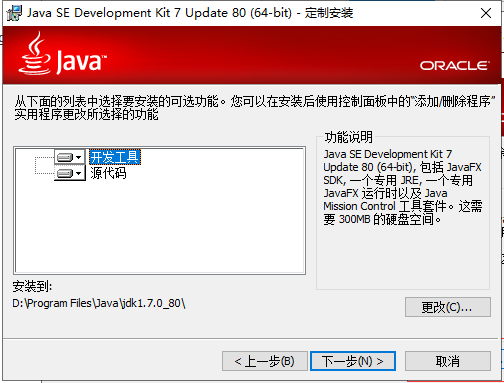 Java SE Development Kit 7 Update 80 (64-bit) - 定制安装
Java™
ORACLE
从下面的列表中选择要安装的可选功能。您可以在安装后使用控制面板中的“添加/删除程序”
实用程序更改所选择的功能
开发工具
源代码
功能说明
Java SE Development Kit 7
Update 80 (64-bit), 包括 JavaFX
SDK, 一个专用 JRE, 一个专用
JavaFX 运行时以及 Java
Mission Control 工具套件。这需
要 300MB 的硬盘空间。
安装到:
D:\Program Files\Java\jdk1.7.0_80\
更改(C)...
< 上一步(B)
下一步(N) >
取消